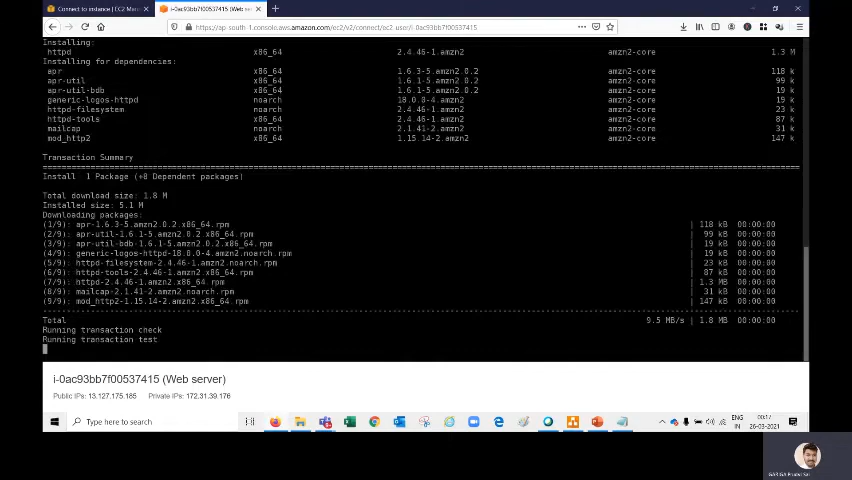 Connect to instance | EC2 Man
i-0ac93bb7f00537415 (Web serv
https://ap-south-1.console.aws.amazon.com/ec2/v2/connect/ec2-user/i-0ac93bb7f00537415
Installing:
httpd x86_64 2.4.46-1.amzn2 amzn2-core 1.3 M
Installing for dependencies:
apr x86_64 1.6.3-5.amzn2.0.2 amzn2-core 118 k
apr-util x86_64 1.6.1-5.amzn2.0.2 amzn2-core 99 k
apr-util-bdb x86_64 1.6.1-5.amzn2.0.2 amzn2-core 19 k
generic-logos-httpd noarch 18.0.0-4.amzn2 amzn2-core 19 k
httpd-filesystem noarch 2.4.46-1.amzn2 amzn2-core 23 k
httpd-tools x86_64 2.4.46-1.amzn2 amzn2-core 87 k
mailcap noarch 2.1.41-2.amzn2 amzn2-core 31 k
mod_http2 x86_64 1.15.14-2.amzn2 amzn2-core 147 k
Transaction Summary
Install 1 Package (+8 Dependent packages)
Total download size: 1.8 M
Installed size: 5.1 M
Downloading packages:
(1/9): apr-1.6.3-5.amzn2.0.2.x86_64.rpm | 118 kB 00:00:00
(2/9): apr-util-1.6.1-5.amzn2.0.2.x86_64.rpm | 99 kB 00:00:00
(3/9): apr-util-bdb-1.6.1-5.amzn2.0.2.x86_64.rpm | 19 kB 00:00:00
(4/9): generic-logos-httpd-18.0.0-4.amzn2.noarch.rpm | 19 kB 00:00:00
(5/9): httpd-filesystem-2.4.46-1.amzn2.noarch.rpm | 23 kB 00:00:00
(6/9): httpd-tools-2.4.46-1.amzn2.x86_64.rpm | 87 kB 00:00:00
(7/9): httpd-2.4.46-1.amzn2.x86_64.rpm | 1.3 MB 00:00:00
(8/9): mailcap-2.1.41-2.amzn2.noarch.rpm | 31 kB 00:00:00
(9/9): mod_http2-1.15.14-2.amzn2.x86_64.rpm | 147 kB 00:00:00
Total 9.5 MB/s | 1.8 MB 00:00:00
Running transaction check
Running transaction test
i-0ac93bb7f00537415 (Web server)
Public IPs: 13.127.175.185 Private IPs: 172.31.39.176
Type here to search
ENG 00:17
IN 26-03-2021